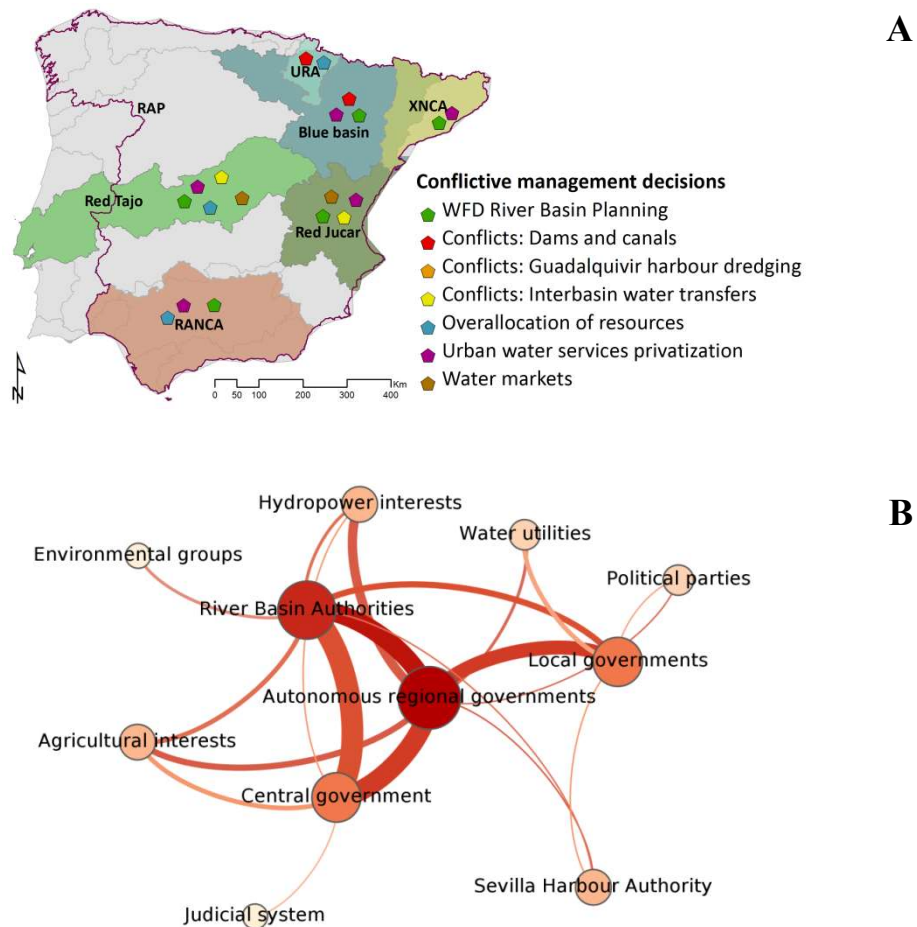 A
URA
XNCA
RAP
Blue basin
Red Tajo
Red Jucar
RANCA
N
0 50 100 200 300 400
Km
Conflictive management decisions
WFD River Basin Planning
Conflicts: Dams and canals
Conflicts: Guadalquivir harbour dredging
Conflicts: Interbasin water transfers
Overallocation of resources
Urban water services privatization
Water markets
B
Hydropower interests
Water utilities
Environmental groups
Political parties
River Basin Authorities
Local governments
Autonomous regional governments
Agricultural interests
Central government
Sevilla Harbour Authority
Judicial system